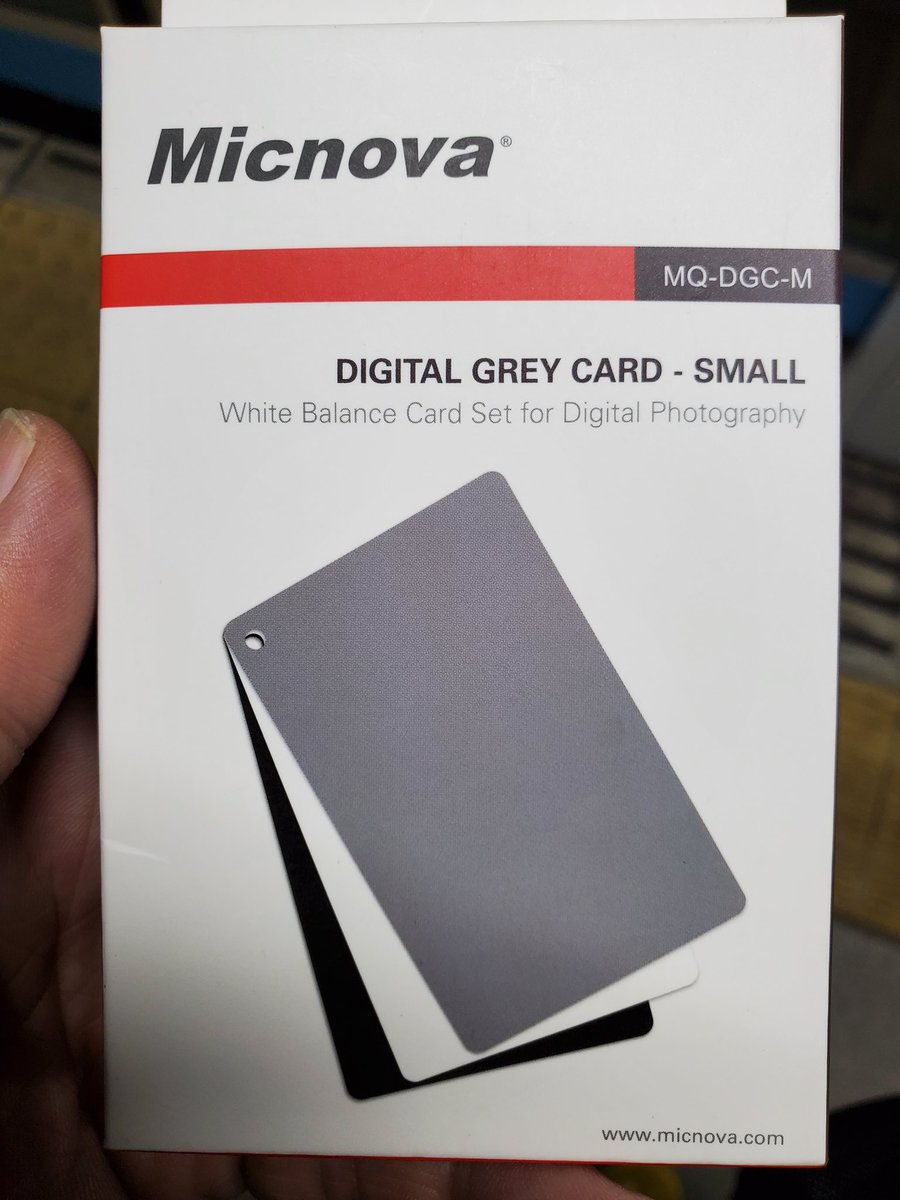 Micnova®
MQ-DGC-M
DIGITAL GREY CARD - SMALL
White Balance Card Set for Digital Photography
www.micnova.com